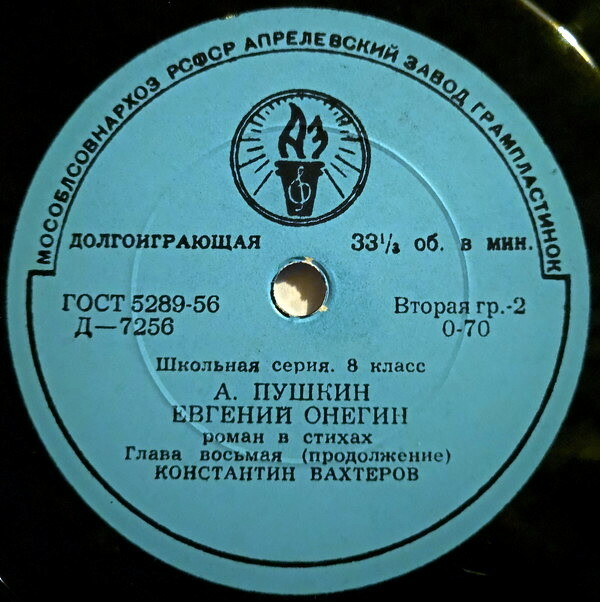 МОСОБЛСОВНАРХОЗ РСФСР АПРЕЛЕВСКИЙ ЗАВОД ГРАМПЛАСТИНОК
АЗ
ДОЛГОИГРАЮЩАЯ 33⅓ об. в мин.
ГОСТ 5289-56 Вторая гр.-2
Д—7256 0-70
Школьная серия. 8 класс
А. ПУШКИН
ЕВГЕНИЙ ОНЕГИН
роман в стихах
Глава восьмая (продолжение)
КОНСТАНТИН ВАХТЕРОВ